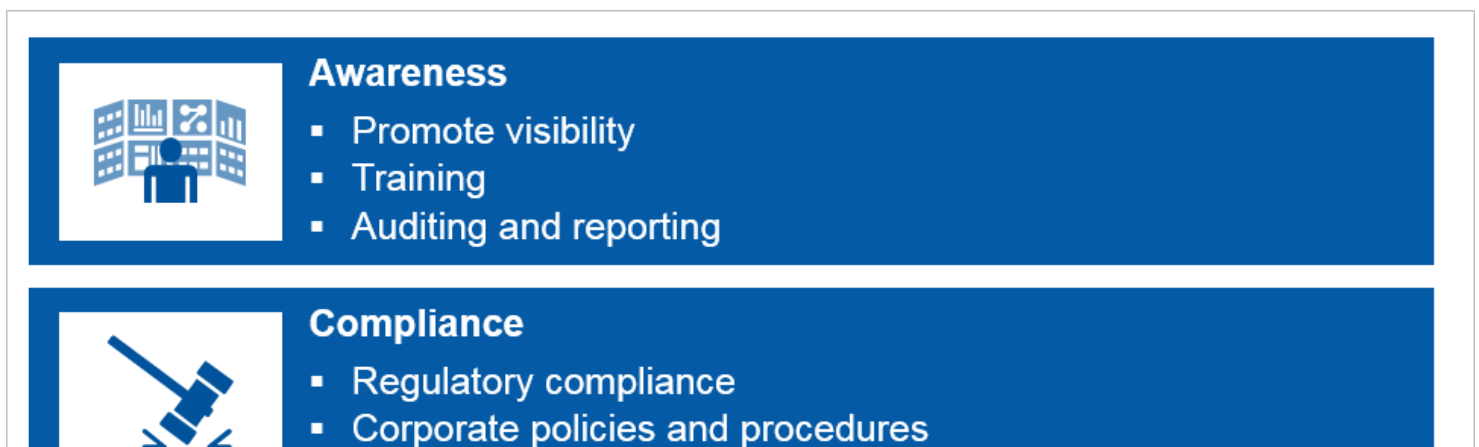 Awareness
▪ Promote visibility
▪ Training
▪ Auditing and reporting
Compliance
▪ Regulatory compliance
▪ Corporate policies and procedures